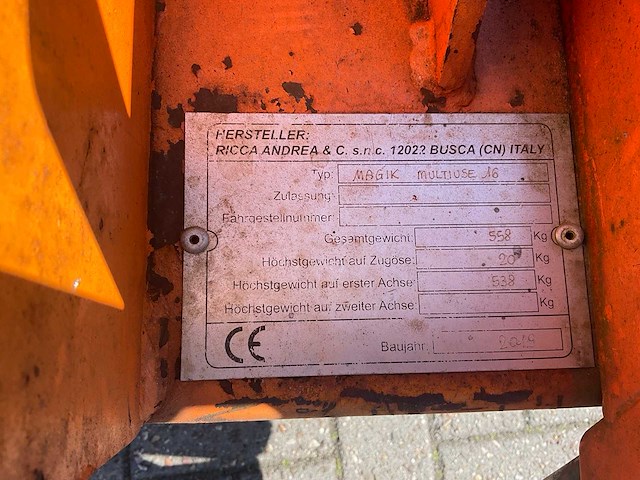 HERSTELLER:
RICCA ANDREA & C. s.n.c. 12022 BUSCA (CN) ITALY
Typ: MAGIK MULTIUSE 16
Zulassung:
Fahrgestellnummer:
Gesamtgewicht: 558 Kg
Höchstgewicht auf Zugöse: 20 Kg
Höchstgewicht auf erster Achse: 538 Kg
Höchstgewicht auf zweiter Achse: Kg
CE
Baujahr: 2014